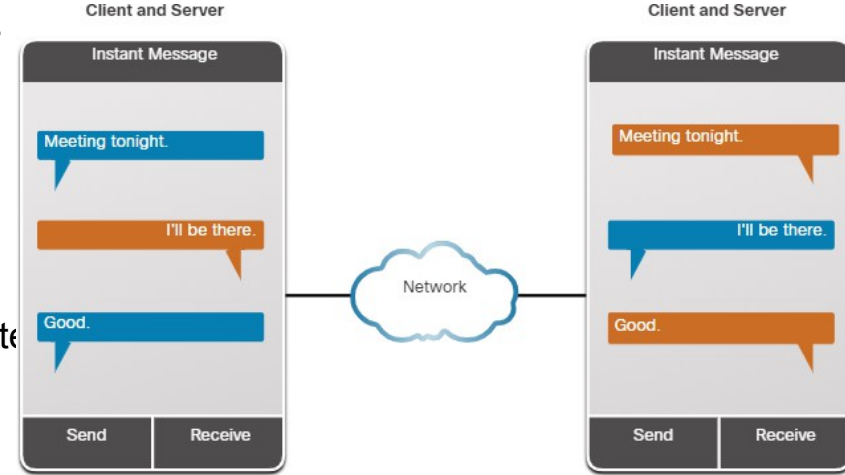 Client and Server
Instant Message
Meeting tonight.
I'll be there.
Good.
Send
Receive
Network
Client and Server
Instant Message
Meeting tonight.
I'll be there.
Good.
Send
Receive